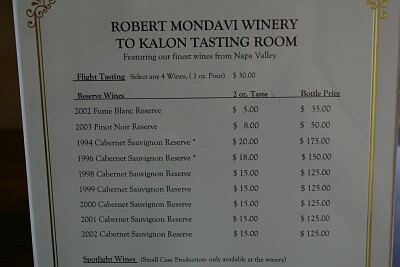 ROBERT MONDAVI WINERY
TO KALON TASTING ROOM
Featuring our finest wines from Napa Valley
Flight Tasting Select any 4 Wines, ( 1 oz. Pour) $ 30.00
Reserve Wines 2 oz. Taste Bottle Price
2002 Fume Blanc Reserve $ 5.00 $ 35.00
2003 Pinot Noir Reserve $ 8.00 $ 50.00
1994 Cabernet Sauvignon Reserve * $ 20.00 $ 175.00
1996 Cabernet Sauvignon Reserve * $ 18.00 $ 150.00
1998 Cabernet Sauvignon Reserve $ 15.00 $ 125.00
1999 Cabernet Sauvignon Reserve $ 15.00 $ 125.00
2000 Cabernet Sauvignon Reserve $ 15.00 $ 125.00
2001 Cabernet Sauvignon Reserve $ 15.00 $ 125.00
2002 Cabernet Sauvignon Reserve $ 15.00 $ 125.00
Spotlight Wines (Small Case Production- only available at the winery)